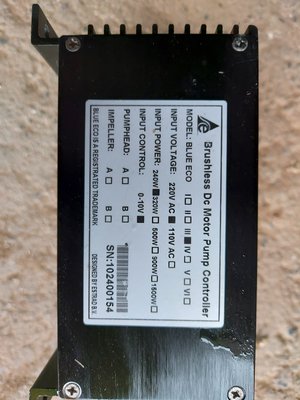 Brushless Dc Motor Pump Controller
MODEL: BLUE ECO I□ II□ III■ IV□ V□ VI□
INPUT VOLTAGE: 220V AC■ 110V AC□
INPUT POWER: 240W■ 320W□ 500W□ 900W□ 1600W□
INPUT CONTROL: 0-10V■
PUMPHEAD: A□ B□
IMPELLER: A□ B□ SN:102400154
BLUE ECO IS A REGISTRATED TRADEMARK DESIGNED BY ESTRAD B.V.